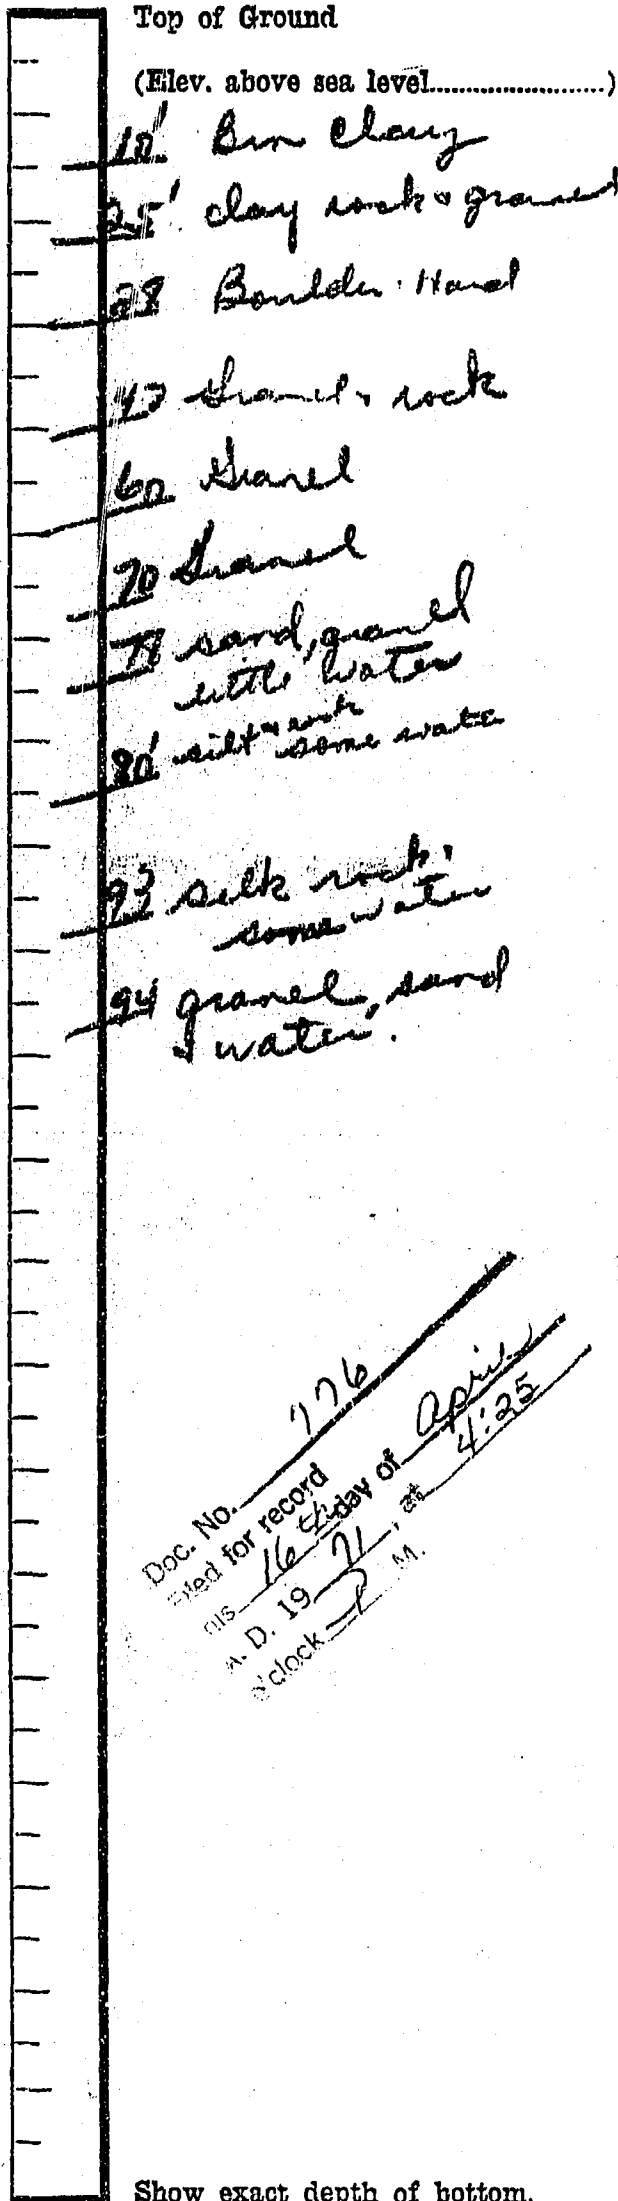 Top of Ground
(Elev. above sea level........................)
10' Brn Clay
25' clay rock & gravel
28 Boulder Hard
42 Gravel & rock
60 Gravel
70 Gravel
78 sand, gravel
little water
80' silt & rock
some water
93 silk rock,
some water
94 gravel, sand
& water.
Doc. No. 776
Filed for record
this 16th day of April
A. D. 19 71, at 4:25
o'clock P M.
Show exact depth of bottom.